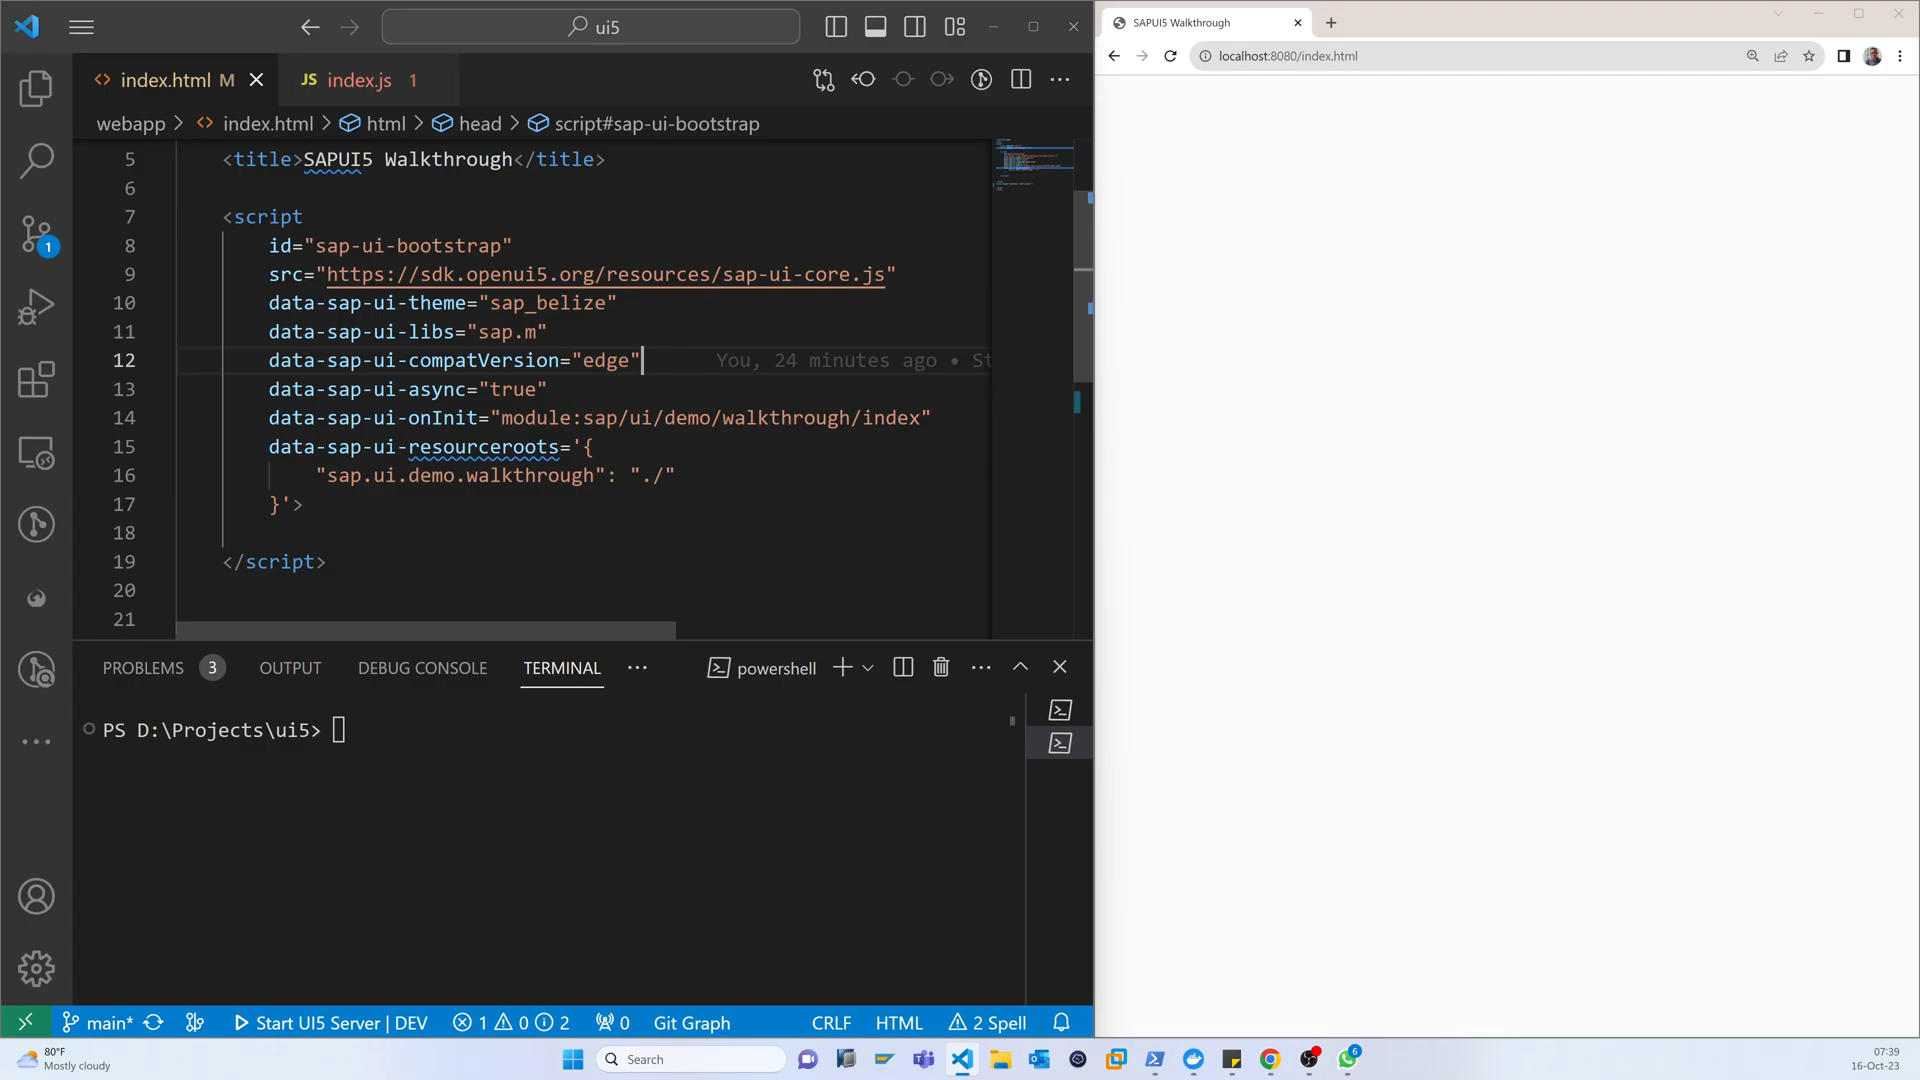 ui5
index.html M
JS index.js 1
webapp > index.html > html > head > script#sap-ui-bootstrap
5 <title>SAPUI5 Walkthrough</title>
6
7 <script
8 id="sap-ui-bootstrap"
9 src="https://sdk.openui5.org/resources/sap-ui-core.js"
10 data-sap-ui-theme="sap_belize"
11 data-sap-ui-libs="sap.m"
12 data-sap-ui-compatVersion="edge" You, 24 minutes ago • St
13 data-sap-ui-async="true"
14 data-sap-ui-onInit="module:sap/ui/demo/walkthrough/index"
15 data-sap-ui-resourceroots='{
16 "sap.ui.demo.walkthrough": "./"
17 }'>
18
19 </script>
20
21
1
PROBLEMS 3 OUTPUT DEBUG CONSOLE TERMINAL ··· powershell
PS D:\Projects\ui5>
main* Start UI5 Server | DEV 1 0 2 0 Git Graph CRLF HTML 2 Spell
SAPUI5 Walkthrough
localhost:8080/index.html
80°F
Mostly cloudy
Search
6
07:39
16-Oct-23